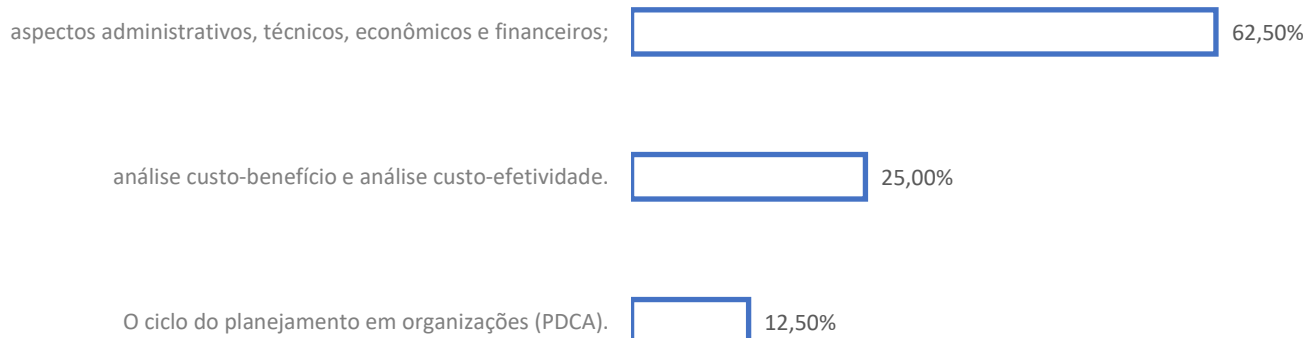 aspectos administrativos, técnicos, econômicos e financeiros; 62,50%
análise custo-benefício e análise custo-efetividade. 25,00%
O ciclo do planejamento em organizações (PDCA). 12,50%